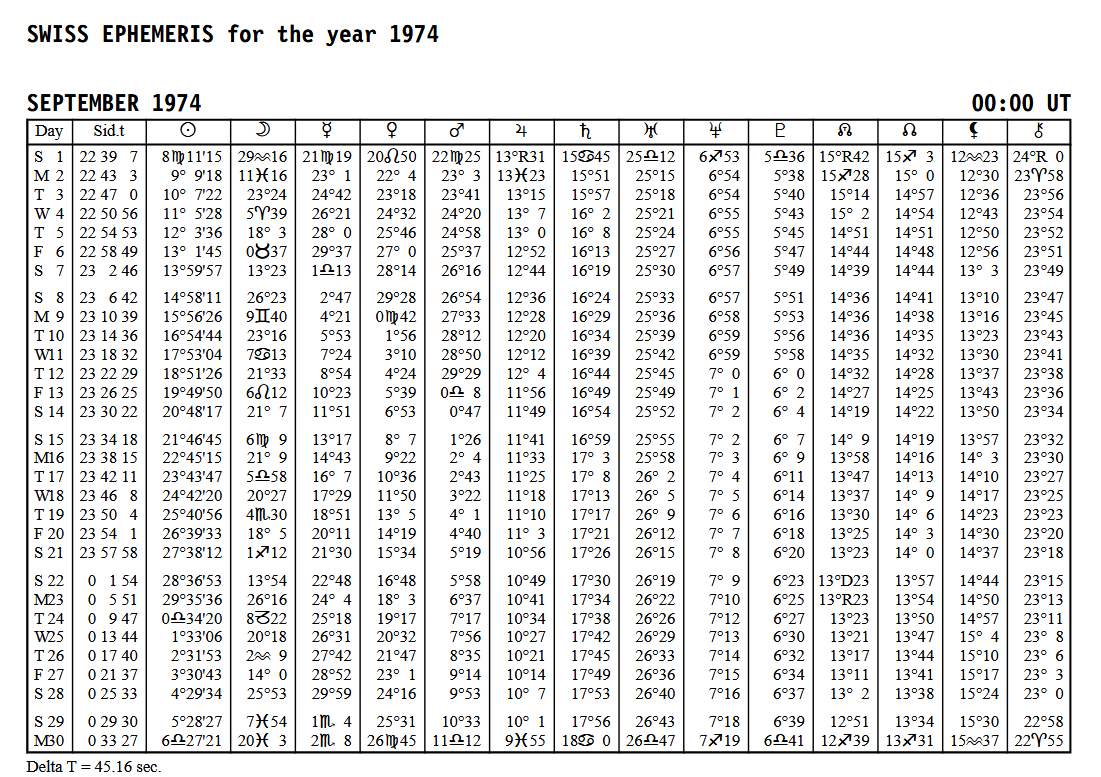 SWISS EPHEMERIS for the year 1974
SEPTEMBER 1974 00:00 UT
Day Sid.t ☉ ☽ ☿ ♀ ♂ ♃ ♄ ♅ ♆ ♇ ☊ ☊ ⚸ ⚷
S 1 22 39 7 8♍11'15 29♒16 21♍19 20♌50 22♍25 13°R31 15♋45 25♎12 6♐53 5♎36 15°R42 15♐ 3 12♒23 24°R 0
M 2 22 43 3 9° 9'18 11♓16 23° 1 22° 4 23° 3 13♓23 15°51 25°15 6°54 5°38 15♐28 15° 0 12°30 23♈58
T 3 22 47 0 10° 7'22 23°24 24°42 23°18 23°41 13°15 15°57 25°18 6°54 5°40 15°14 14°57 12°36 23°56
W 4 22 50 56 11° 5'28 5♈39 26°21 24°32 24°20 13° 7 16° 2 25°21 6°55 5°43 15° 2 14°54 12°43 23°54
T 5 22 54 53 12° 3'36 18° 3 28° 0 25°46 24°58 13° 0 16° 8 25°24 6°55 5°45 14°51 14°51 12°50 23°52
F 6 22 58 49 13° 1'45 0♉37 29°37 27° 0 25°37 12°52 16°13 25°27 6°56 5°47 14°44 14°48 12°56 23°51
S 7 23 2 46 13°59'57 13°23 1♎13 28°14 26°16 12°44 16°19 25°30 6°57 5°49 14°39 14°44 13° 3 23°49
S 8 23 6 42 14°58'11 26°23 2°47 29°28 26°54 12°36 16°24 25°33 6°57 5°51 14°36 14°41 13°10 23°47
M 9 23 10 39 15°56'26 9♊40 4°21 0♍42 27°33 12°28 16°29 25°36 6°58 5°53 14°36 14°38 13°16 23°45
T 10 23 14 36 16°54'44 23°16 5°53 1°56 28°12 12°20 16°34 25°39 6°59 5°56 14°36 14°35 13°23 23°43
W11 23 18 32 17°53'04 7♋13 7°24 3°10 28°50 12°12 16°39 25°42 6°59 5°58 14°35 14°32 13°30 23°41
T 12 23 22 29 18°51'26 21°33 8°54 4°24 29°29 12° 4 16°44 25°45 7° 0 6° 0 14°32 14°28 13°37 23°38
F 13 23 26 25 19°49'50 6♌12 10°23 5°39 0♎ 8 11°56 16°49 25°49 7° 1 6° 2 14°27 14°25 13°43 23°36
S 14 23 30 22 20°48'17 21° 7 11°51 6°53 0°47 11°49 16°54 25°52 7° 2 6° 4 14°19 14°22 13°50 23°34
S 15 23 34 18 21°46'45 6♍ 9 13°17 8° 7 1°26 11°41 16°59 25°55 7° 2 6° 7 14° 9 14°19 13°57 23°32
M16 23 38 15 22°45'15 21° 9 14°43 9°22 2° 4 11°33 17° 3 25°58 7° 3 6° 9 13°58 14°16 14° 3 23°30
T 17 23 42 11 23°43'47 5♎58 16° 7 10°36 2°43 11°25 17° 8 26° 2 7° 4 6°11 13°47 14°13 14°10 23°27
W18 23 46 8 24°42'20 20°27 17°29 11°50 3°22 11°18 17°13 26° 5 7° 5 6°14 13°37 14° 9 14°17 23°25
T 19 23 50 4 25°40'56 4♏30 18°51 13° 5 4° 1 11°10 17°17 26° 9 7° 6 6°16 13°30 14° 6 14°23 23°23
F 20 23 54 1 26°39'33 18° 5 20°11 14°19 4°40 11° 3 17°21 26°12 7° 7 6°18 13°25 14° 3 14°30 23°20
S 21 23 57 58 27°38'12 1♐12 21°30 15°34 5°19 10°56 17°26 26°15 7° 8 6°20 13°23 14° 0 14°37 23°18
S 22 0 1 54 28°36'53 13°54 22°48 16°48 5°58 10°49 17°30 26°19 7° 9 6°23 13°D23 13°57 14°44 23°15
M23 0 5 51 29°35'36 26°16 24° 4 18° 3 6°37 10°41 17°34 26°22 7°10 6°25 13°R23 13°54 14°50 23°13
T 24 0 9 47 0♎34'20 8♑22 25°18 19°17 7°17 10°34 17°38 26°26 7°12 6°27 13°23 13°50 14°57 23°11
W25 0 13 44 1°33'06 20°18 26°31 20°32 7°56 10°27 17°42 26°29 7°13 6°30 13°21 13°47 15° 4 23° 8
T 26 0 17 40 2°31'53 2♒ 9 27°42 21°47 8°35 10°21 17°45 26°33 7°14 6°32 13°17 13°44 15°10 23° 6
F 27 0 21 37 3°30'43 14° 0 28°52 23° 1 9°14 10°14 17°49 26°36 7°15 6°34 13°11 13°41 15°17 23° 3
S 28 0 25 33 4°29'34 25°53 29°59 24°16 9°53 10° 7 17°53 26°40 7°16 6°37 13° 2 13°38 15°24 23° 0
S 29 0 29 30 5°28'27 7♓54 1♏ 4 25°31 10°33 10° 1 17°56 26°43 7°18 6°39 12°51 13°34 15°30 22°58
M30 0 33 27 6♎27'21 20♓ 3 2♏ 8 26♍45 11♎12 9♓55 18♋ 0 26♎47 7♐19 6♎41 12♐39 13♐31 15♒37 22♈55
Delta T = 45.16 sec.